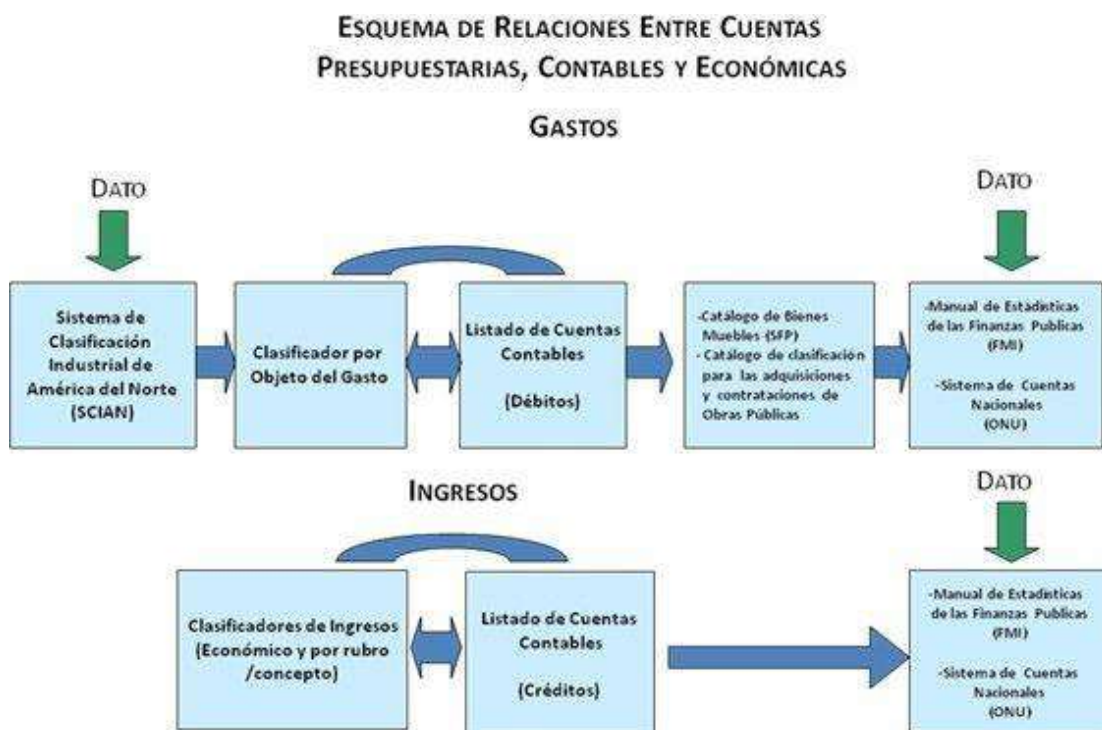 ESQUEMA DE RELACIONES ENTRE CUENTAS
PRESUPUESTARIAS, CONTABLES Y ECONÓMICAS
GASTOS
DATO
DATO
Sistema de
Clasificación
Industrial de
América del Norte
(SCIAN)
Clasificador por
Objeto del Gasto
Listado de Cuentas
Contables
(Débitos)
-Catálogo de Bienes
Muebles (SFP)
- Catálogo de clasificación
para las adquisiciones
y contrataciones de
Obras Públicas
-Manual de Estadísticas
de las Finanzas Publicas
(FMI)
-Sistema de Cuentas
Nacionales
(ONU)
INGRESOS
DATO
Clasificadores de Ingresos
(Económico y por rubro
/concepto)
Listado de Cuentas
Contables
(Créditos)
-Manual de Estadísticas
de las Finanzas Publicas
(FMI)
-Sistema de Cuentas
Nacionales
(ONU)